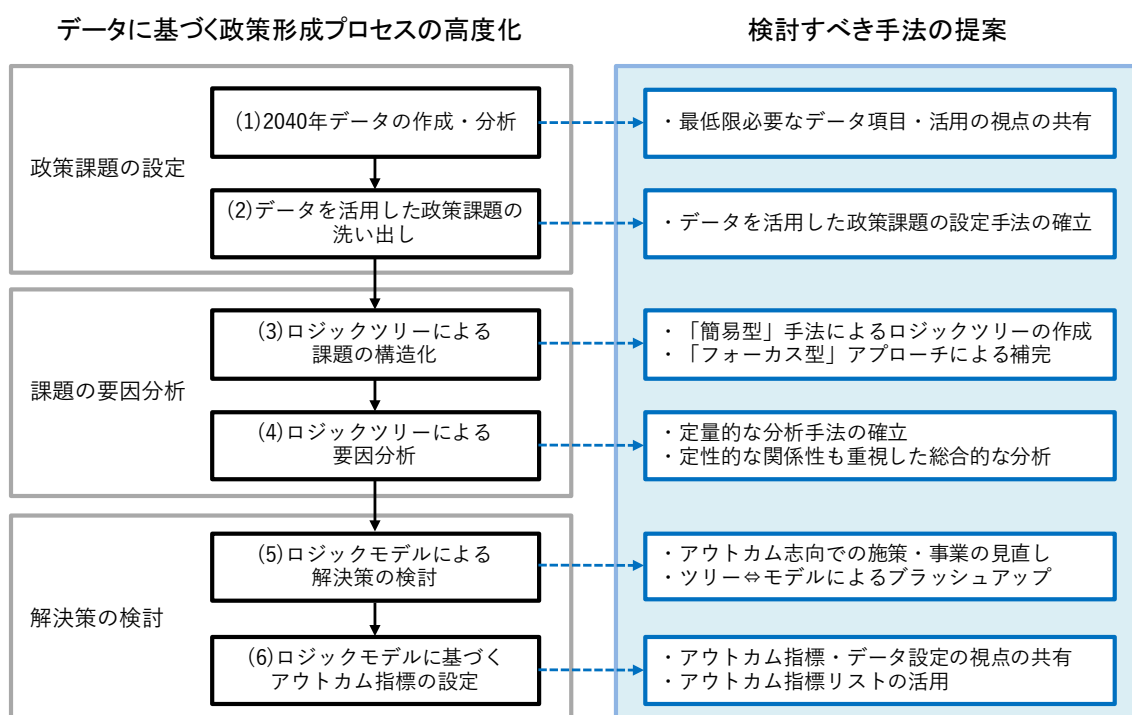 データに基づく政策形成プロセスの高度化
検討すべき手法の提案
政策課題の設定
(1)2040年データの作成・分析
・最低限必要なデータ項目・活用の視点の共有
(2)データを活用した政策課題の
洗い出し
・データを活用した政策課題の設定手法の確立
課題の要因分析
(3)ロジックツリーによる
課題の構造化
・「簡易型」手法によるロジックツリーの作成
・「フォーカス型」アプローチによる補完
(4)ロジックツリーによる
要因分析
・定量的な分析手法の確立
・定性的な関係性も重視した総合的な分析
解決策の検討
(5)ロジックモデルによる
解決策の検討
・アウトカム志向での施策・事業の見直し
・ツリー⇔モデルによるブラッシュアップ
(6)ロジックモデルに基づく
アウトカム指標の設定
・アウトカム指標・データ設定の視点の共有
・アウトカム指標リストの活用